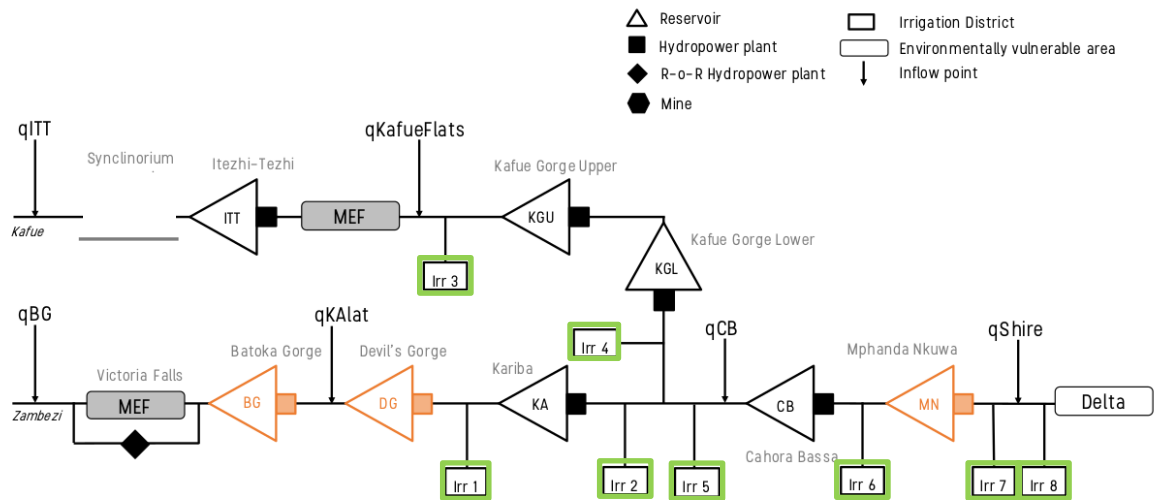 Reservoir
Irrigation District
Hydropower plant
Environmentally vulnerable area
R-o-R Hydropower plant
Inflow point
Mine
qITT
qKafueFlats
Synclinorium
Itezhi-Tezhi
Kafue Gorge Upper
ITT
MEF
KGU
Kafue
Kafue Gorge Lower
KGL
Irr 3
qBG
qKAlat
qCB
qShire
Irr 4
Victoria Falls
Batoka Gorge
Devil's Gorge
Kariba
Mphanda Nkuwa
Zambezi
MEF
BG
DG
KA
CB
MN
Delta
Cahora Bassa
Irr 1
Irr 2
Irr 5
Irr 6
Irr 7
Irr 8